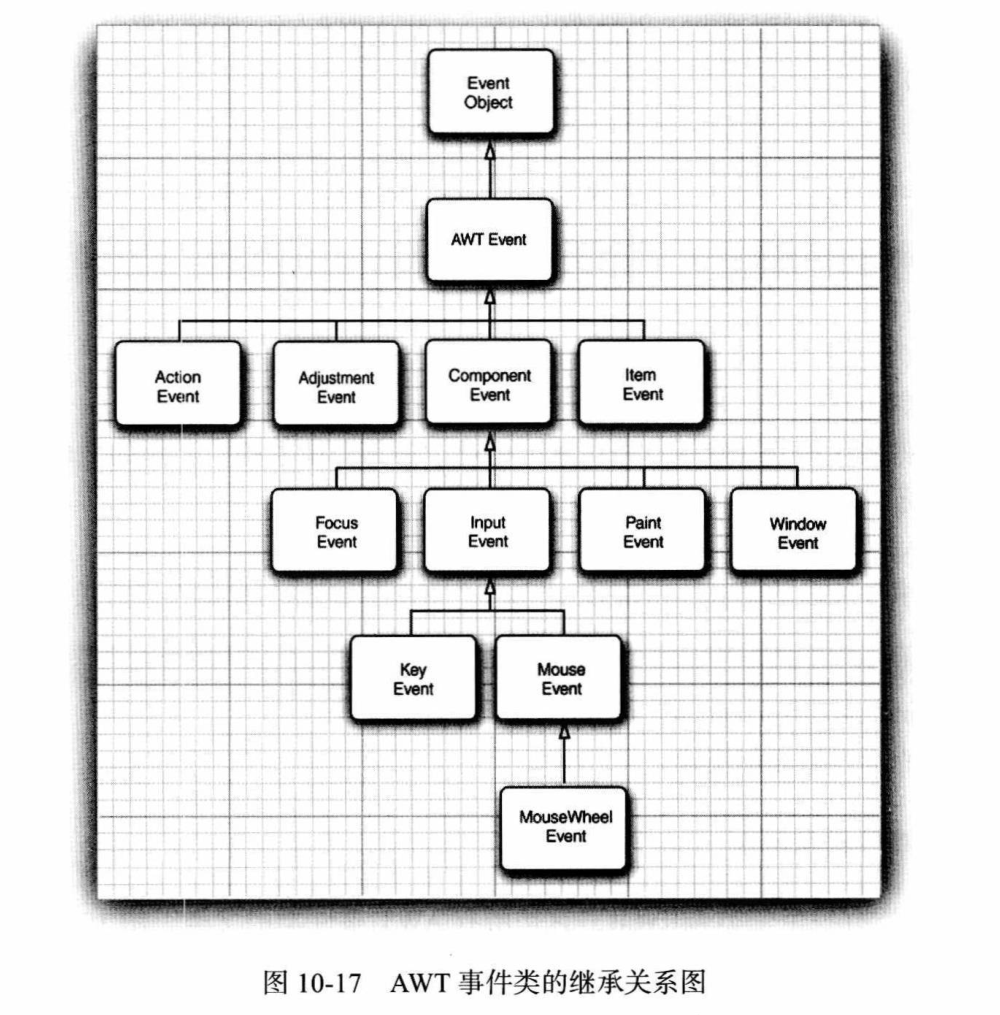 Event
Object
AWT Event
Action
Event
Adjustment
Event
Component
Event
Item
Event
Focus
Event
Input
Event
Paint
Event
Window
Event
Key
Event
Mouse
Event
MouseWheel
Event
图 10-17 AWT 事件类的继承关系图